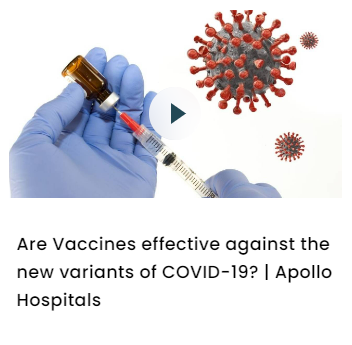 Are Vaccines effective against the
new variants of COVID-19? | Apollo
Hospitals